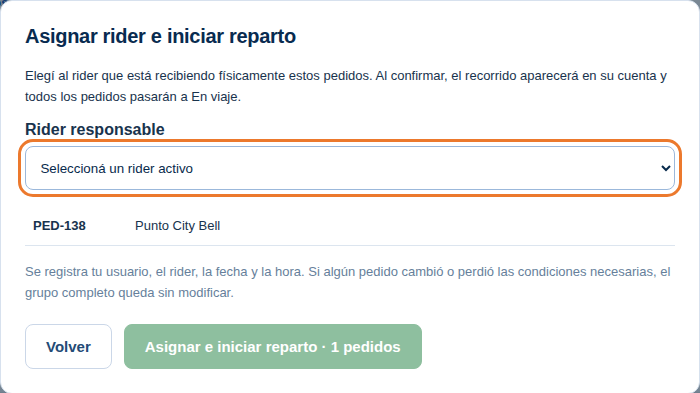 Asignar rider e iniciar reparto
Elegí al rider que está recibiendo físicamente estos pedidos. Al confirmar, el recorrido aparecerá en su cuenta y
todos los pedidos pasarán a En viaje.
Rider responsable
Seleccioná un rider activo
PED-138 Punto City Bell
Se registra tu usuario, el rider, la fecha y la hora. Si algún pedido cambió o perdió las condiciones necesarias, el
grupo completo queda sin modificar.
Volver Asignar e iniciar reparto · 1 pedidos